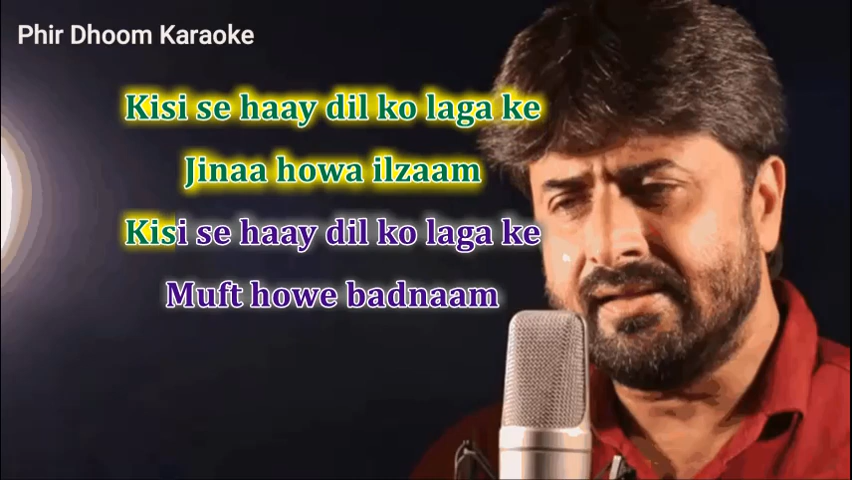 Phir Dhoom Karaoke
Kisi se haay dil ko laga ke
Jinaa howa ilzaam
Kisi se haay dil ko laga ke
Muft howe badnaam